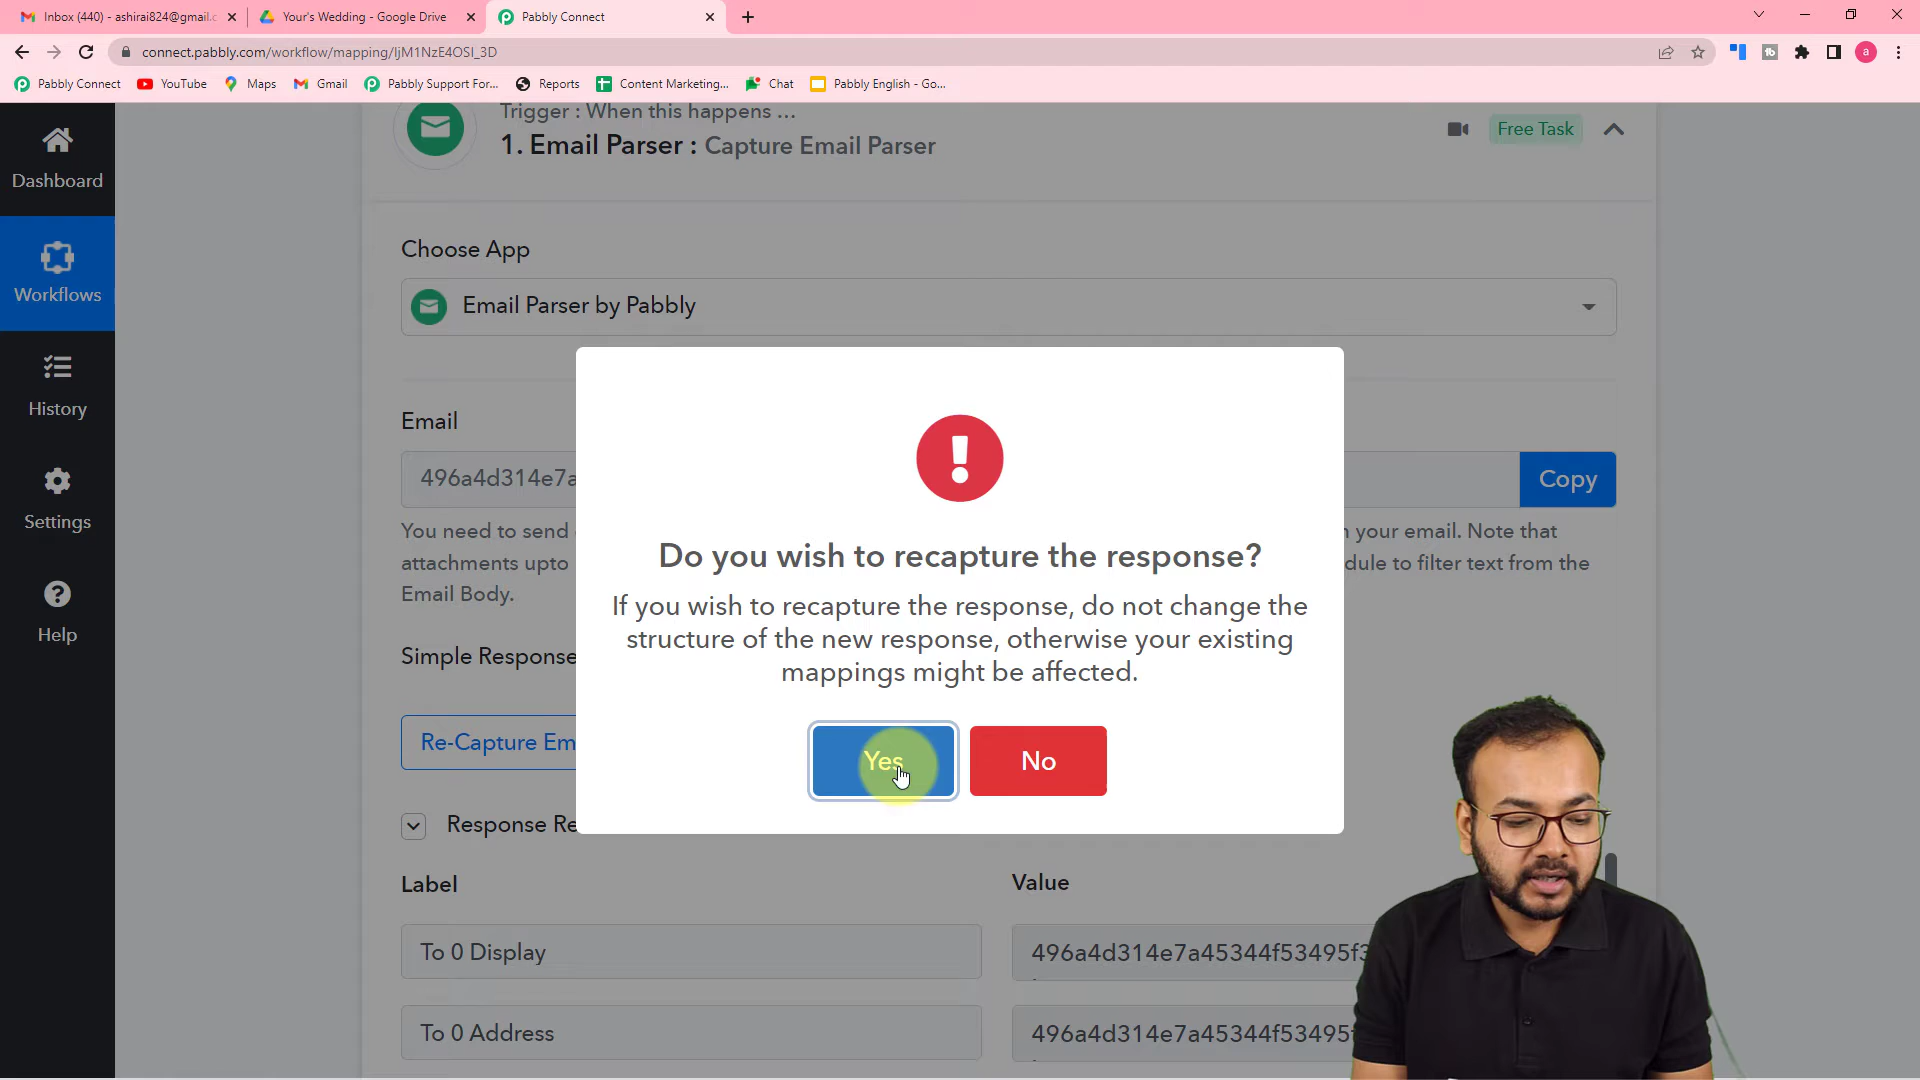 Inbox (440) - ashirai824@gmail.c
Your's Wedding - Google Drive
Pabbly Connect
connect.pabbly.com/workflow/mapping/IjM1NzE4OSI_3D
a
Pabbly Connect
YouTube
Maps
Gmail
Pabbly Support For...
Reports
Content Marketing...
Chat
Pabbly English - Go...
Dashboard
Workflows
History
Settings
Help
Trigger : When this happens ...
1. Email Parser : Capture Email Parser
Free Task
Choose App
Email Parser by Pabbly
Email
496a4d314e7a
Copy
You need to send
your email. Note that
attachments upto
dule to filter text from the
Email Body.
Simple Response
Re-Capture Em
Response Re
Label
Value
To 0 Display
496a4d314e7a45344f53495f3
To 0 Address
496a4d314e7a45344f53495f
Do you wish to recapture the response?
If you wish to recapture the response, do not change the
structure of the new response, otherwise your existing
mappings might be affected.
Yes
No